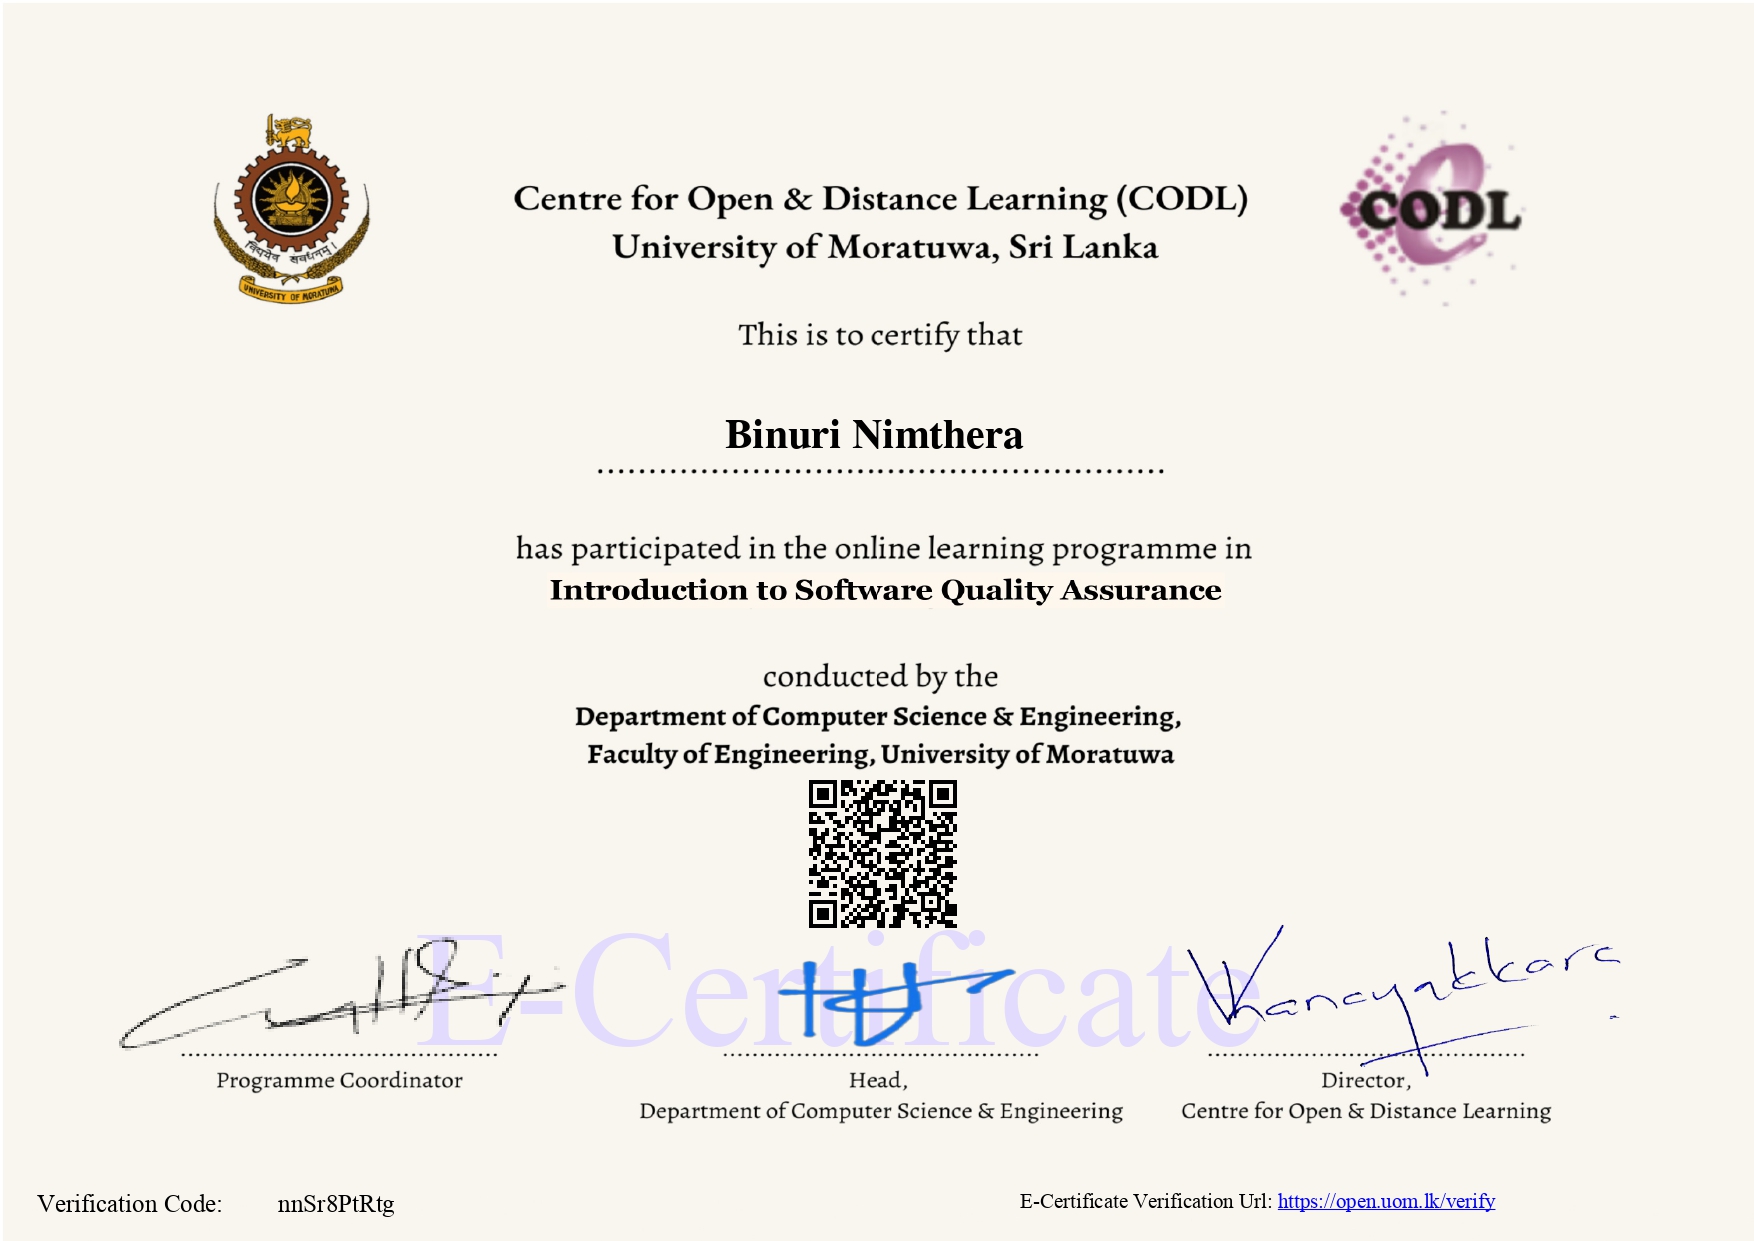 Centre for Open & Distance Learning (CODL)
University of Moratuwa, Sri Lanka
CODL
विद्ययैव सर्वधनम्।
UNIVERSITY OF MORATUWA
This is to certify that
Binuri Nimthera
has participated in the online learning programme in
Introduction to Software Quality Assurance
conducted by the
Department of Computer Science & Engineering,
Faculty of Engineering, University of Moratuwa
E-Certificate
Programme Coordinator
Head,
Department of Computer Science & Engineering
Director,
Centre for Open & Distance Learning
Verification Code: nnSr8PtRtg
E-Certificate Verification Url: https://open.uom.lk/verify